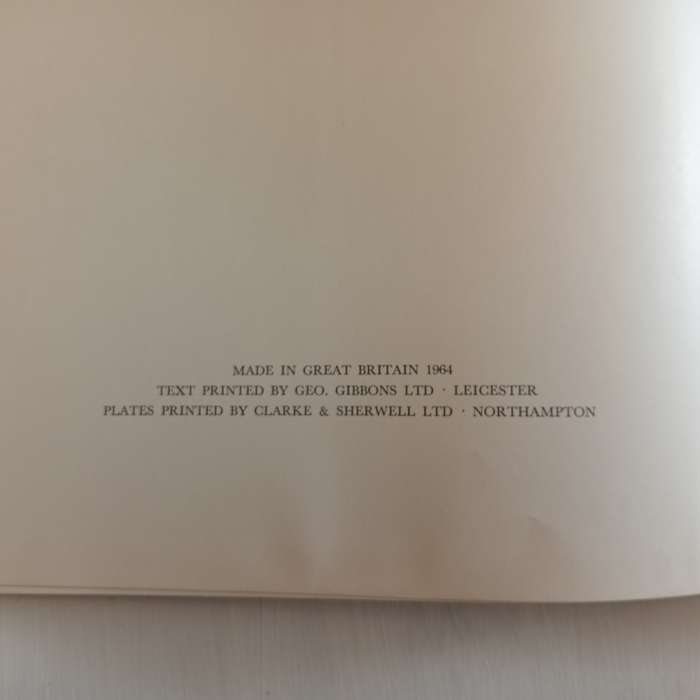 MADE IN GREAT BRITAIN 1964
TEXT PRINTED BY GEO. GIBBONS LTD · LEICESTER
PLATES PRINTED BY CLARKE & SHERWELL LTD · NORTHAMPTON